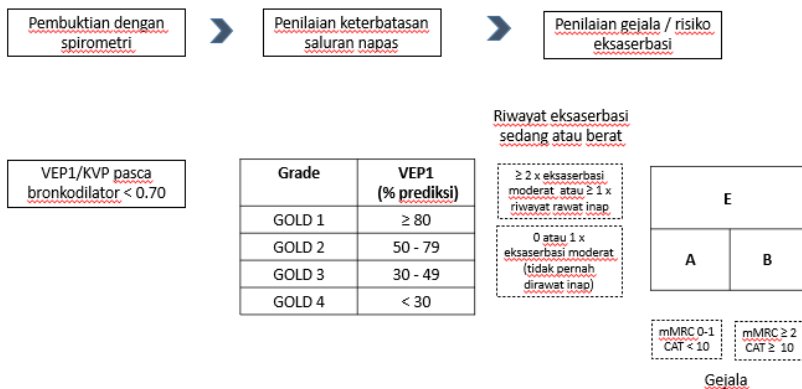 Pembuktian dengan
spirometri
Penilaian keterbatasan
saluran napas
Penilaian gejala / risiko
eksaserbasi
VEP1/KVP pasca
bronkodilator < 0.70
Grade VEP1
(% prediksi)
GOLD 1 ≥ 80
GOLD 2 50 - 79
GOLD 3 30 - 49
GOLD 4 < 30
Riwayat eksaserbasi
sedang atau berat
≥ 2 x eksaserbasi
moderat atau ≥ 1 x
riwayat rawat inap
0 atau 1 x
eksaserbasi moderat
(tidak pernah
dirawat inap)
E
A B
mMRC 0-1
CAT < 10
mMRC ≥ 2
CAT ≥ 10
Gejala